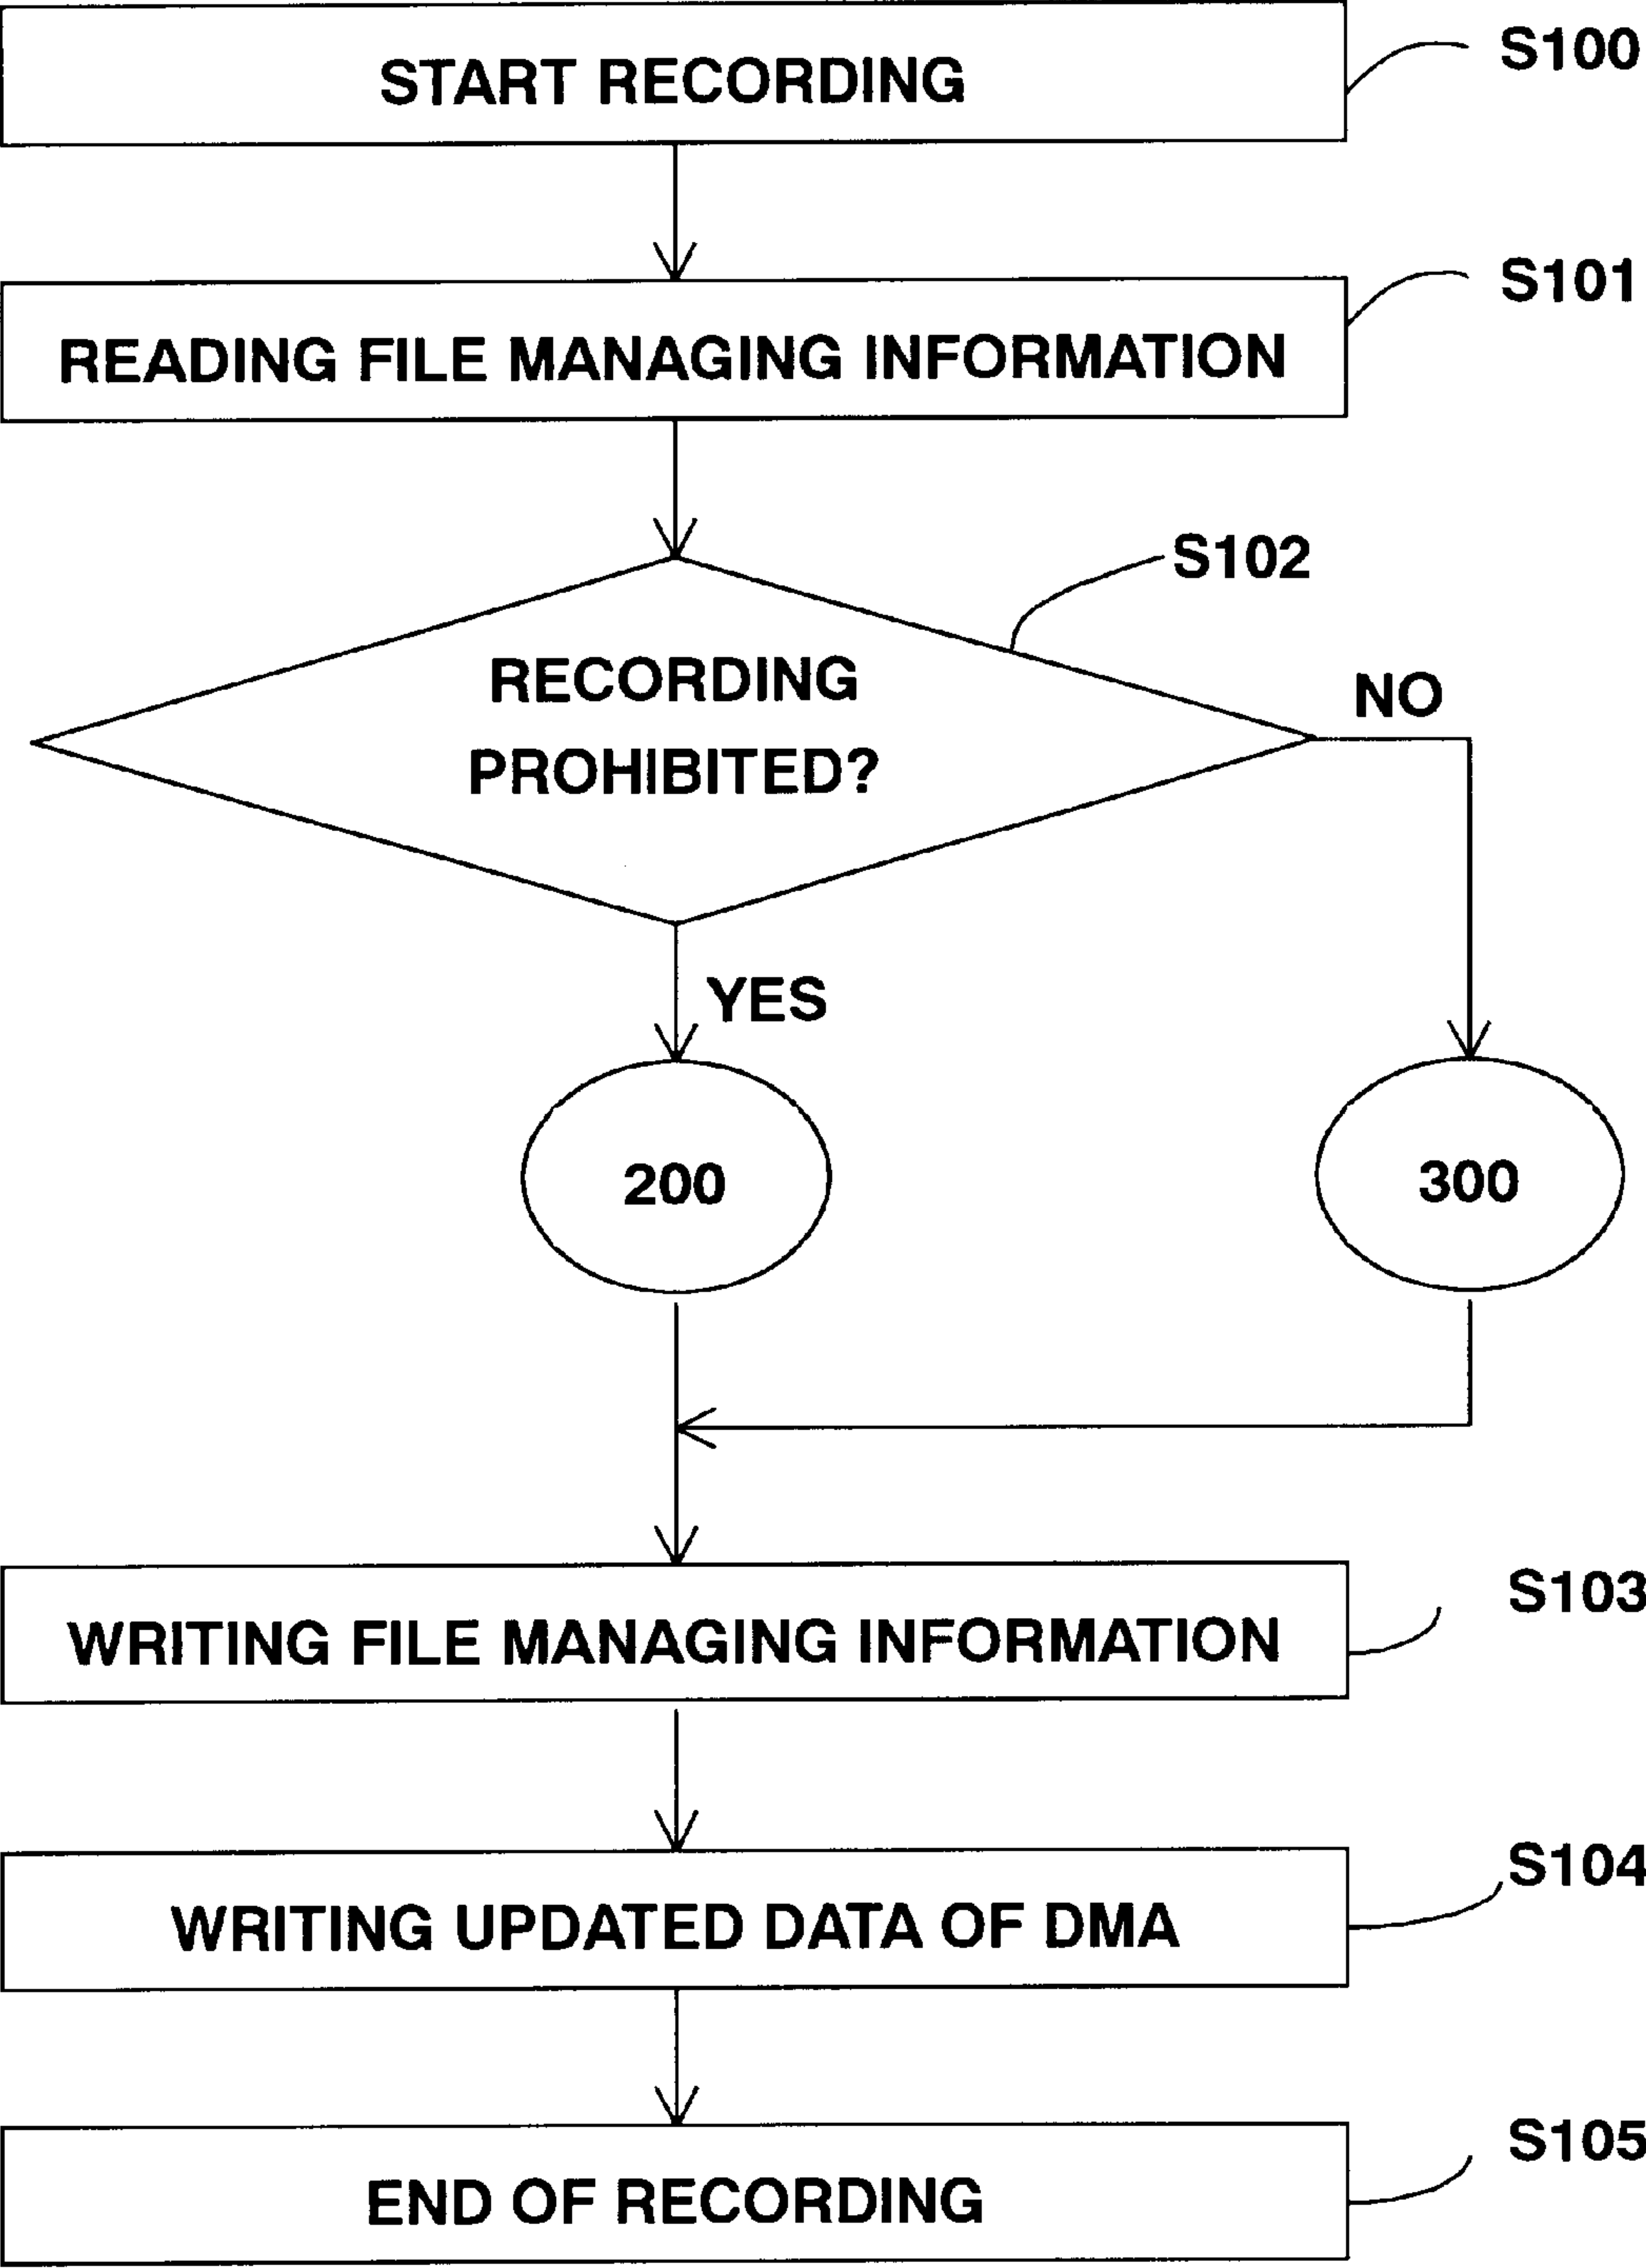 START RECORDING
S100
READING FILE MANAGING INFORMATION
S101
S102
RECORDING
PROHIBITED?
NO
YES
200
300
WRITING FILE MANAGING INFORMATION
S103
WRITING UPDATED DATA OF DMA
S104
END OF RECORDING
S105